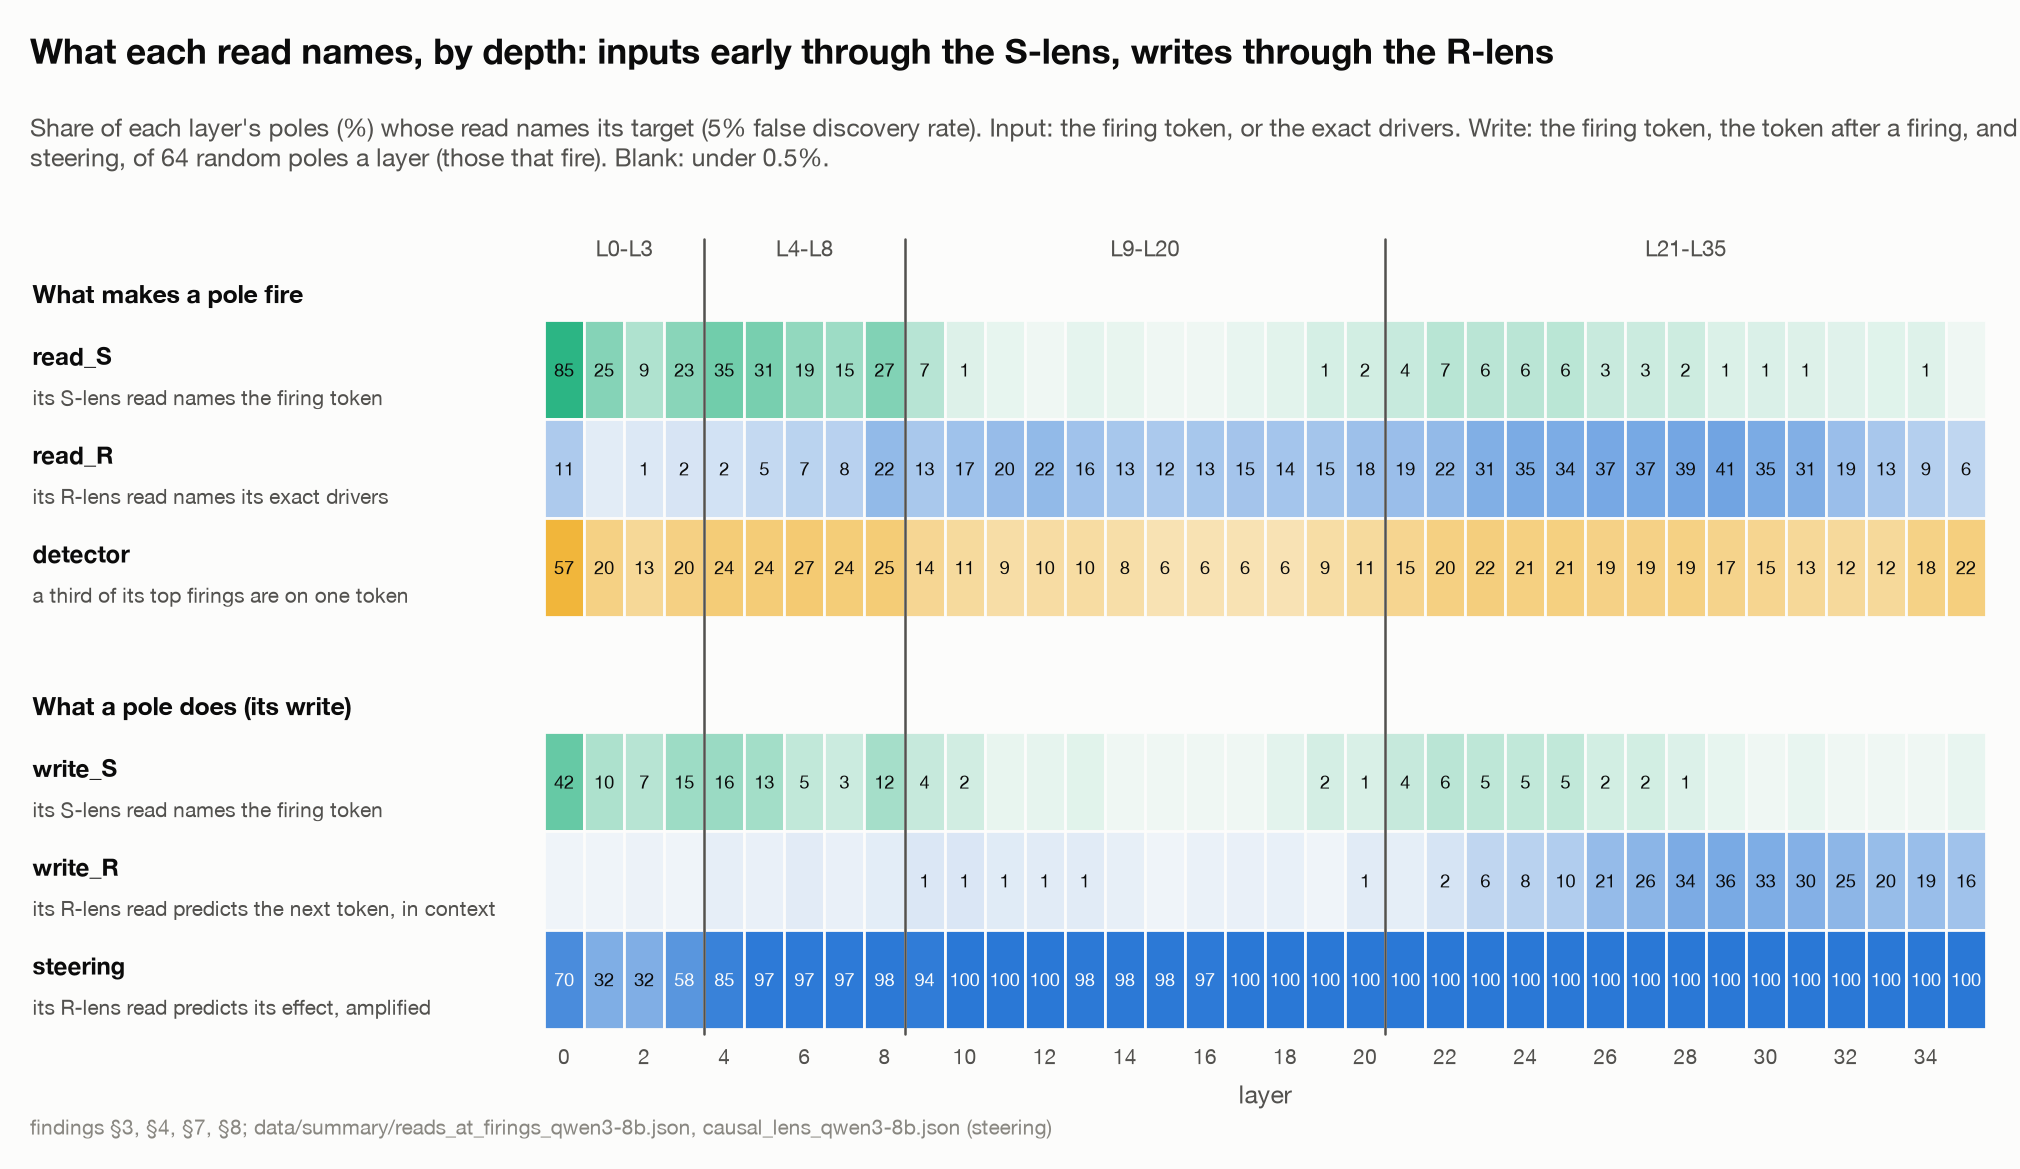 What each read names, by depth: inputs early through the S-lens, writes through the R-lens
Share of each layer's poles (%) whose read names its target (5% false discovery rate). Input: the firing token, or the exact drivers. Write: the firing token, the token after a firing, and
steering, of 64 random poles a layer (those that fire). Blank: under 0.5%.
L0-L3 L4-L8 L9-L20 L21-L35
What makes a pole fire
read_S
85 25 9 23 35 31 19 15 27 7 1 1 2 4 7 6 6 6 3 3 2 1 1 1 1
its S-lens read names the firing token
read_R
11 1 2 2 5 7 8 22 13 17 20 22 16 13 12 13 15 14 15 18 19 22 31 35 34 37 37 39 41 35 31 19 13 9 6
its R-lens read names its exact drivers
detector
57 20 13 20 24 24 27 24 25 14 11 9 10 10 8 6 6 6 6 9 11 15 20 22 21 21 19 19 19 17 15 13 12 12 18 22
a third of its top firings are on one token
What a pole does (its write)
write_S
42 10 7 15 16 13 5 3 12 4 2 2 1 4 6 5 5 5 2 2 1
its S-lens read names the firing token
write_R
1 1 1 1 1 1 2 6 8 10 21 26 34 36 33 30 25 20 19 16
its R-lens read predicts the next token, in context
steering
70 32 32 58 85 97 97 97 98 94 100 100 100 98 98 98 97 100 100 100 100 100 100 100 100 100 100 100 100 100 100 100 100 100 100 100
its R-lens read predicts its effect, amplified
0 2 4 6 8 10 12 14 16 18 20 22 24 26 28 30 32 34
layer
findings §3, §4, §7, §8; data/summary/reads_at_firings_qwen3-8b.json, causal_lens_qwen3-8b.json (steering)